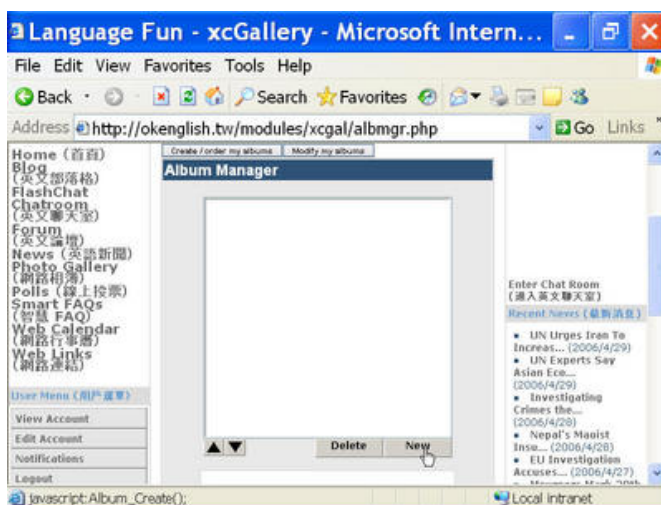 Language Fun - xcGallery - Microsoft Intern...
File Edit View Favorites Tools Help
Back Search Favorites
Address http://okenglish.tw/modules/xcgal/albmgr.php Go Links
Create / order my albums Modify my albums
Album Manager
Delete New
Home (首頁)
Blog
(英文部落格)
FlashChat
Chatroom
(英文聊天室)
Forum
(英文論壇)
News (英語新聞)
Photo Gallery
(網路相簿)
Polls (線上投票)
Smart FAQs
(智慧 FAQ)
Web Calendar
(網路行事曆)
Web Links
(網路連結)
User Menu (用戶選單)
View Account
Edit Account
Notifications
Logout
Enter Chat Room
(進入英文聊天室)
Recent News (最新消息)
UN Urges Iran To
Increas... (2006/4/29)
UN Experts Say
Asian Eco...
(2006/4/29)
Investigating
Crimes the...
(2006/4/28)
Nepal's Maoist
Insu... (2006/4/28)
EU Investigation
Accuses... (2006/4/27)
javascript:Album_Create();
Local intranet